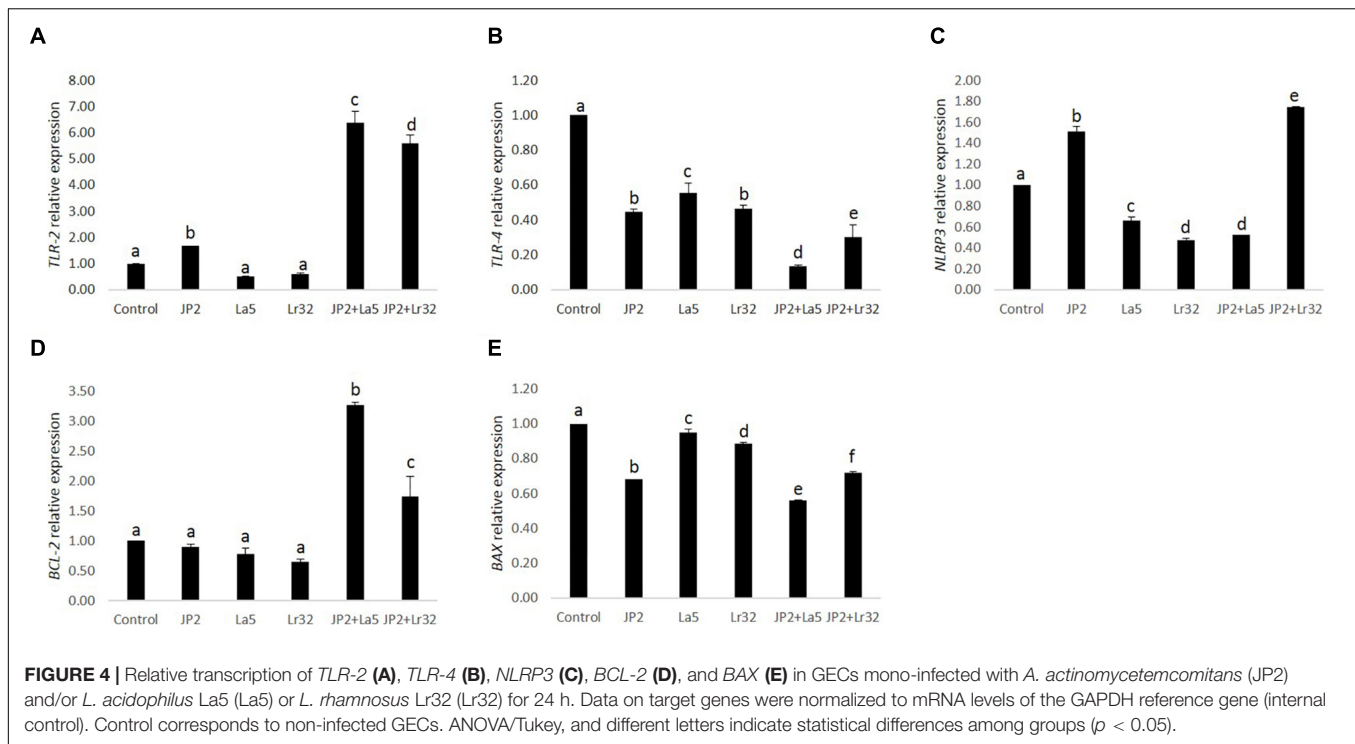 A
TLR-2 relative expression
8.00
7.00
6.00
5.00
4.00
3.00
2.00
1.00
0.00
a
b
a
a
c
d
Control JP2 La5 Lr32 JP2+La5 JP2+Lr32
B
TLR-4 relative expression
1.20
1.00
0.80
0.60
0.40
0.20
0.00
a
b
c
b
d
e
Control JP2 La5 Lr32 JP2+La5 JP2+Lr32
C
NLRP3 relative expression
2.00
1.80
1.60
1.40
1.20
1.00
0.80
0.60
0.40
0.20
0.00
a
b
c
d
d
e
Control JP2 La5 Lr32 JP2+La5 JP2+Lr32
D
BCL-2 relative expression
3.50
3.00
2.50
2.00
1.50
1.00
0.50
0.00
a
a
a
a
b
c
Control JP2 La5 Lr32 JP2+La5 JP2+Lr32
E
BAX relative expression
1.20
1.00
0.80
0.60
0.40
0.20
0.00
a
b
c
d
e
f
Control JP2 La5 Lr32 JP2+La5 JP2+Lr32
FIGURE 4 | Relative transcription of TLR-2 (A), TLR-4 (B), NLRP3 (C), BCL-2 (D), and BAX (E) in GECs mono-infected with A. actinomycetemcomitans (JP2)
and/or L. acidophilus La5 (La5) or L. rhamnosus Lr32 (Lr32) for 24 h. Data on target genes were normalized to mRNA levels of the GAPDH reference gene (internal
control). Control corresponds to non-infected GECs. ANOVA/Tukey, and different letters indicate statistical differences among groups (p < 0.05).